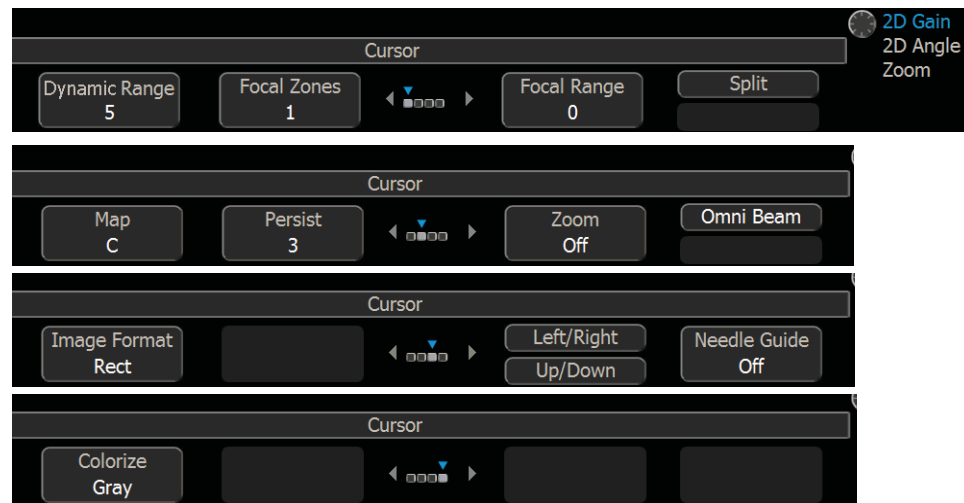 2D Gain
2D Angle
Zoom
Cursor
Dynamic Range
5
Focal Zones
1
Focal Range
0
Split
Cursor
Map
C
Persist
3
Zoom
Off
Omni Beam
Cursor
Image Format
Rect
Left/Right
Up/Down
Needle Guide
Off
Cursor
Colorize
Gray